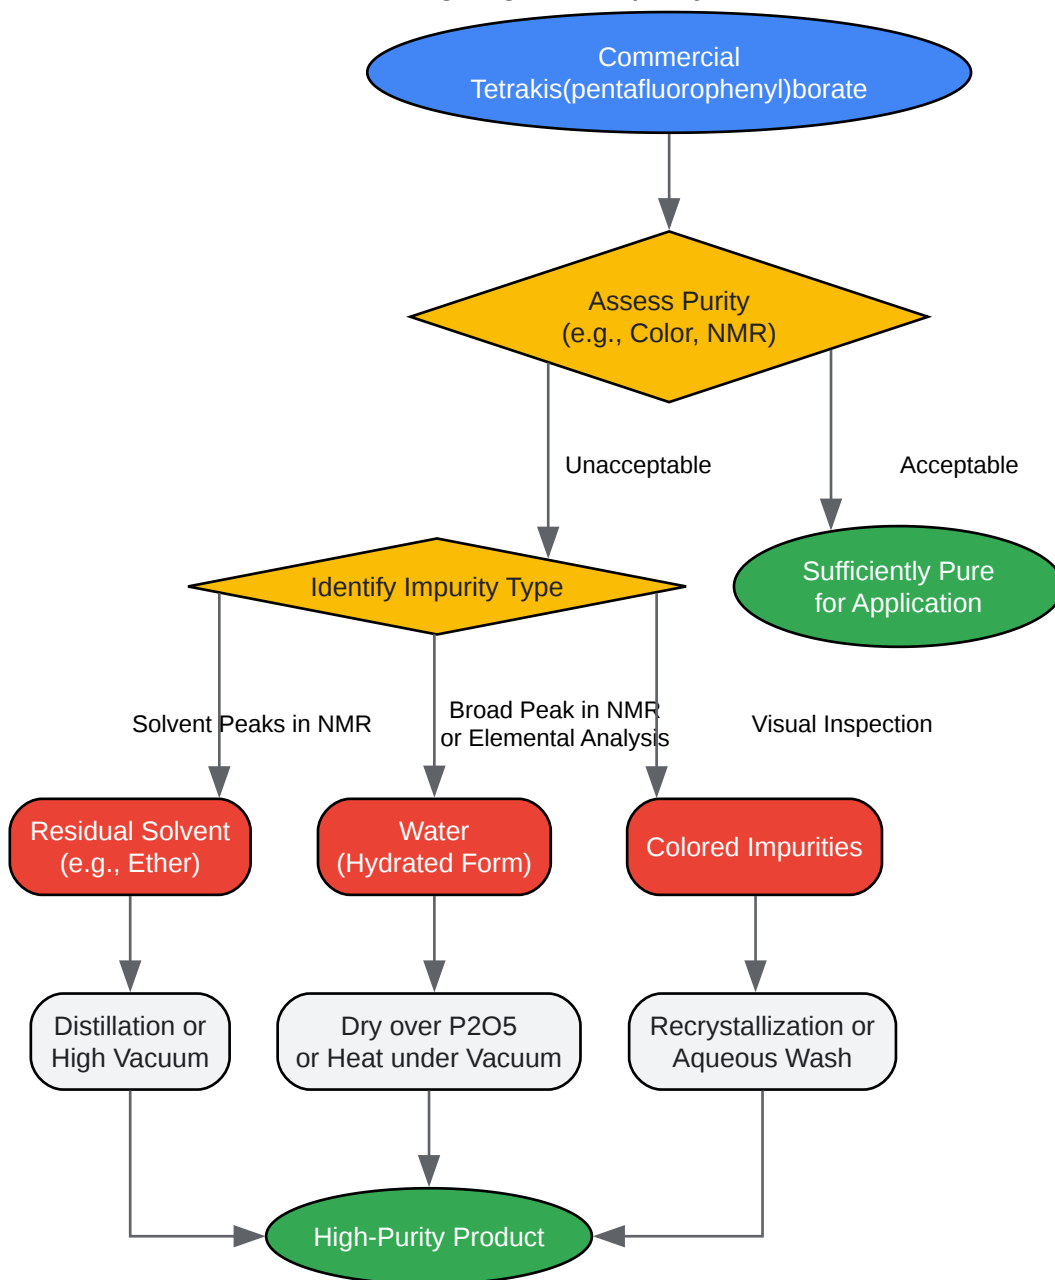 Commercial
Tetrakis(pentafluorophenyl)borate
Assess Purity
(e.g., Color, NMR)
Unacceptable
Acceptable
Identify Impurity Type
Sufficiently Pure
for Application
Solvent Peaks in NMR
Broad Peak in NMR
or Elemental Analysis
Visual Inspection
Residual Solvent
(e.g., Ether)
Water
(Hydrated Form)
Colored Impurities
Distillation or
High Vacuum
Dry over P2O5
or Heat under Vacuum
Recrystallization or
Aqueous Wash
High-Purity Product